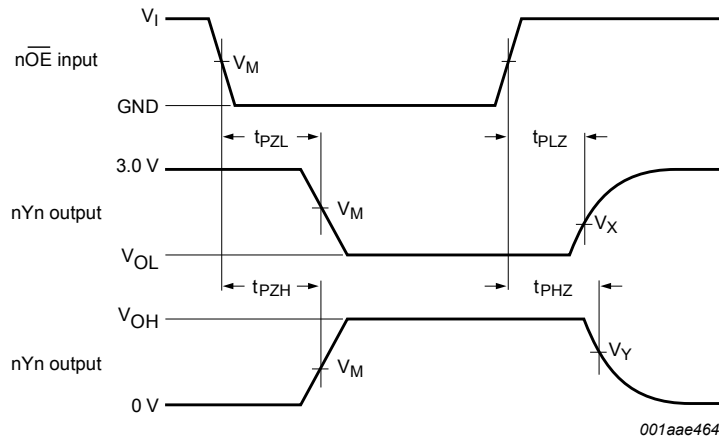 V_I
nO̅E̅ input
V_M
GND
t_PZL
t_PLZ
3.0 V
nYn output
V_M
V_X
V_OL
t_PZH
t_PHZ
V_OH
nYn output
V_M
V_Y
0 V
001aae464